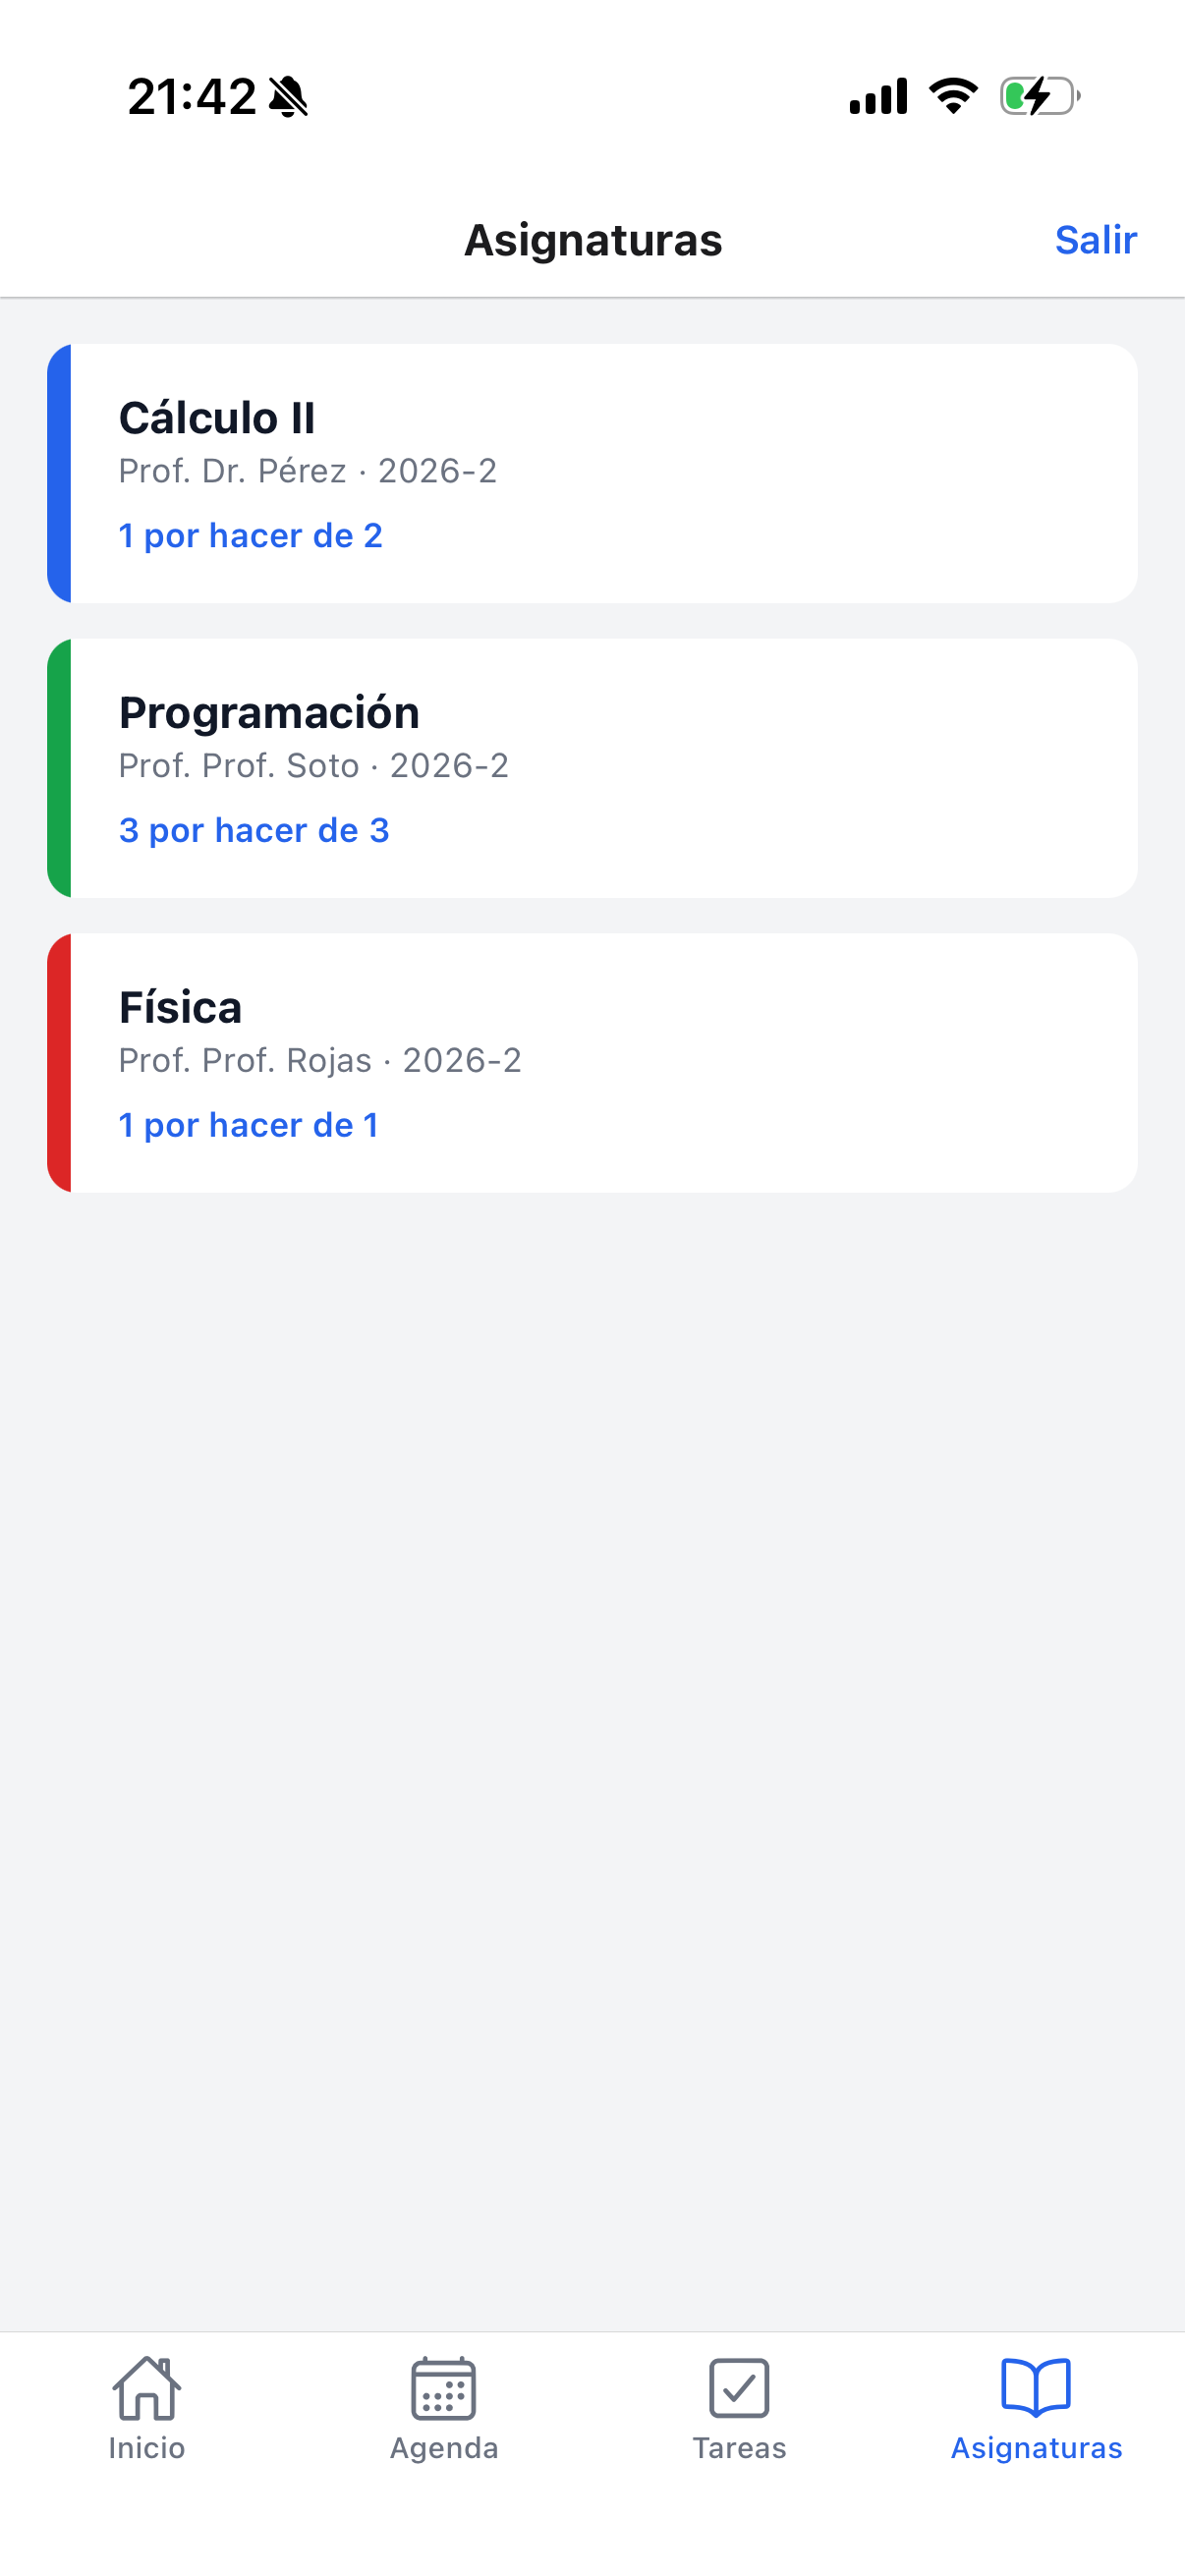 21:42
Asignaturas
Salir
Cálculo II
Prof. Dr. Pérez · 2026-2
1 por hacer de 2
Programación
Prof. Prof. Soto · 2026-2
3 por hacer de 3
Física
Prof. Prof. Rojas · 2026-2
1 por hacer de 1
Inicio
Agenda
Tareas
Asignaturas